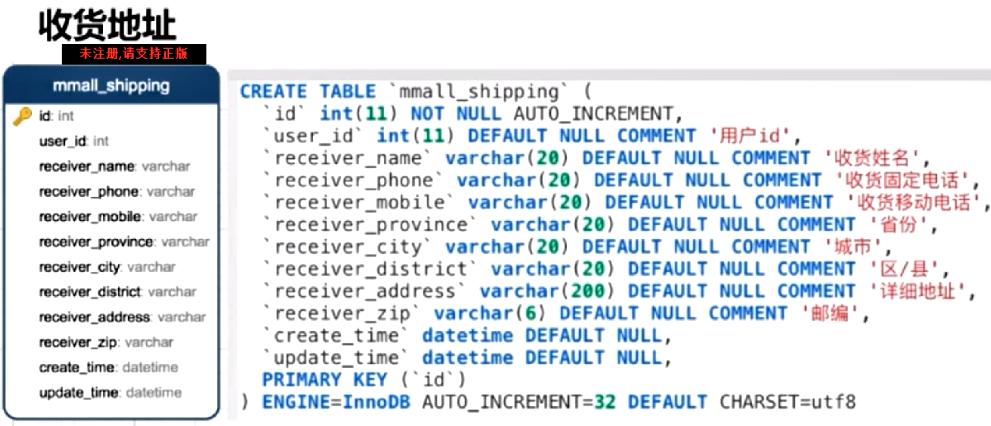 收货地址
未注册,请支持正版
mmall_shipping
id: int
user_id: int
receiver_name: varchar
receiver_phone: varchar
receiver_mobile: varchar
receiver_province: varchar
receiver_city: varchar
receiver_district: varchar
receiver_address: varchar
receiver_zip: varchar
create_time: datetime
update_time: datetime
CREATE TABLE `mmall_shipping` (
`id` int(11) NOT NULL AUTO_INCREMENT,
`user_id` int(11) DEFAULT NULL COMMENT '用户id',
`receiver_name` varchar(20) DEFAULT NULL COMMENT '收货姓名',
`receiver_phone` varchar(20) DEFAULT NULL COMMENT '收货固定电话',
`receiver_mobile` varchar(20) DEFAULT NULL COMMENT '收货移动电话',
`receiver_province` varchar(20) DEFAULT NULL COMMENT '省份',
`receiver_city` varchar(20) DEFAULT NULL COMMENT '城市',
`receiver_district` varchar(20) DEFAULT NULL COMMENT '区/县',
`receiver_address` varchar(200) DEFAULT NULL COMMENT '详细地址',
`receiver_zip` varchar(6) DEFAULT NULL COMMENT '邮编',
`create_time` datetime DEFAULT NULL,
`update_time` datetime DEFAULT NULL,
PRIMARY KEY (`id`)
) ENGINE=InnoDB AUTO_INCREMENT=32 DEFAULT CHARSET=utf8